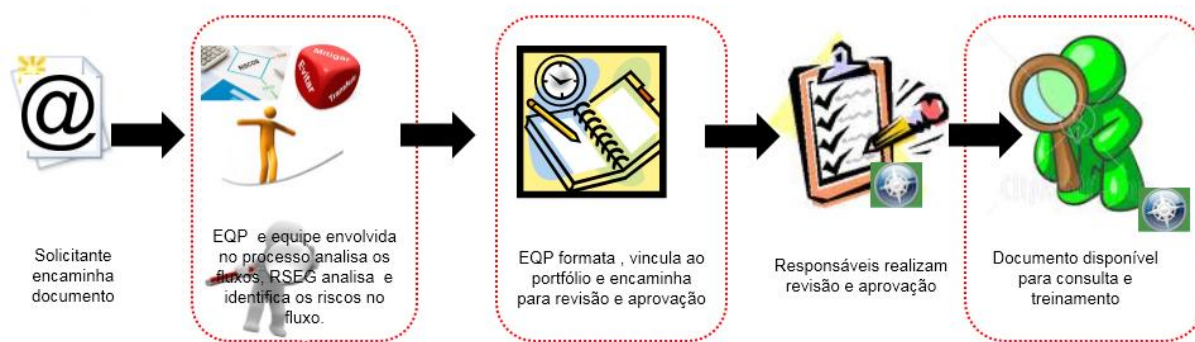 @
RISCOS
Mitigar
Evitar
Transferir
Solicitante
encaminha
documento
EQP e equipe envolvida
no processo analisa os
fluxos, RSEG analisa e
identifica os riscos no
fluxo.
EQP formata , vincula ao
portfólio e encaminha
para revisão e aprovação
Responsáveis realizam
revisão e aprovação
Documento disponível
para consulta e
treinamento